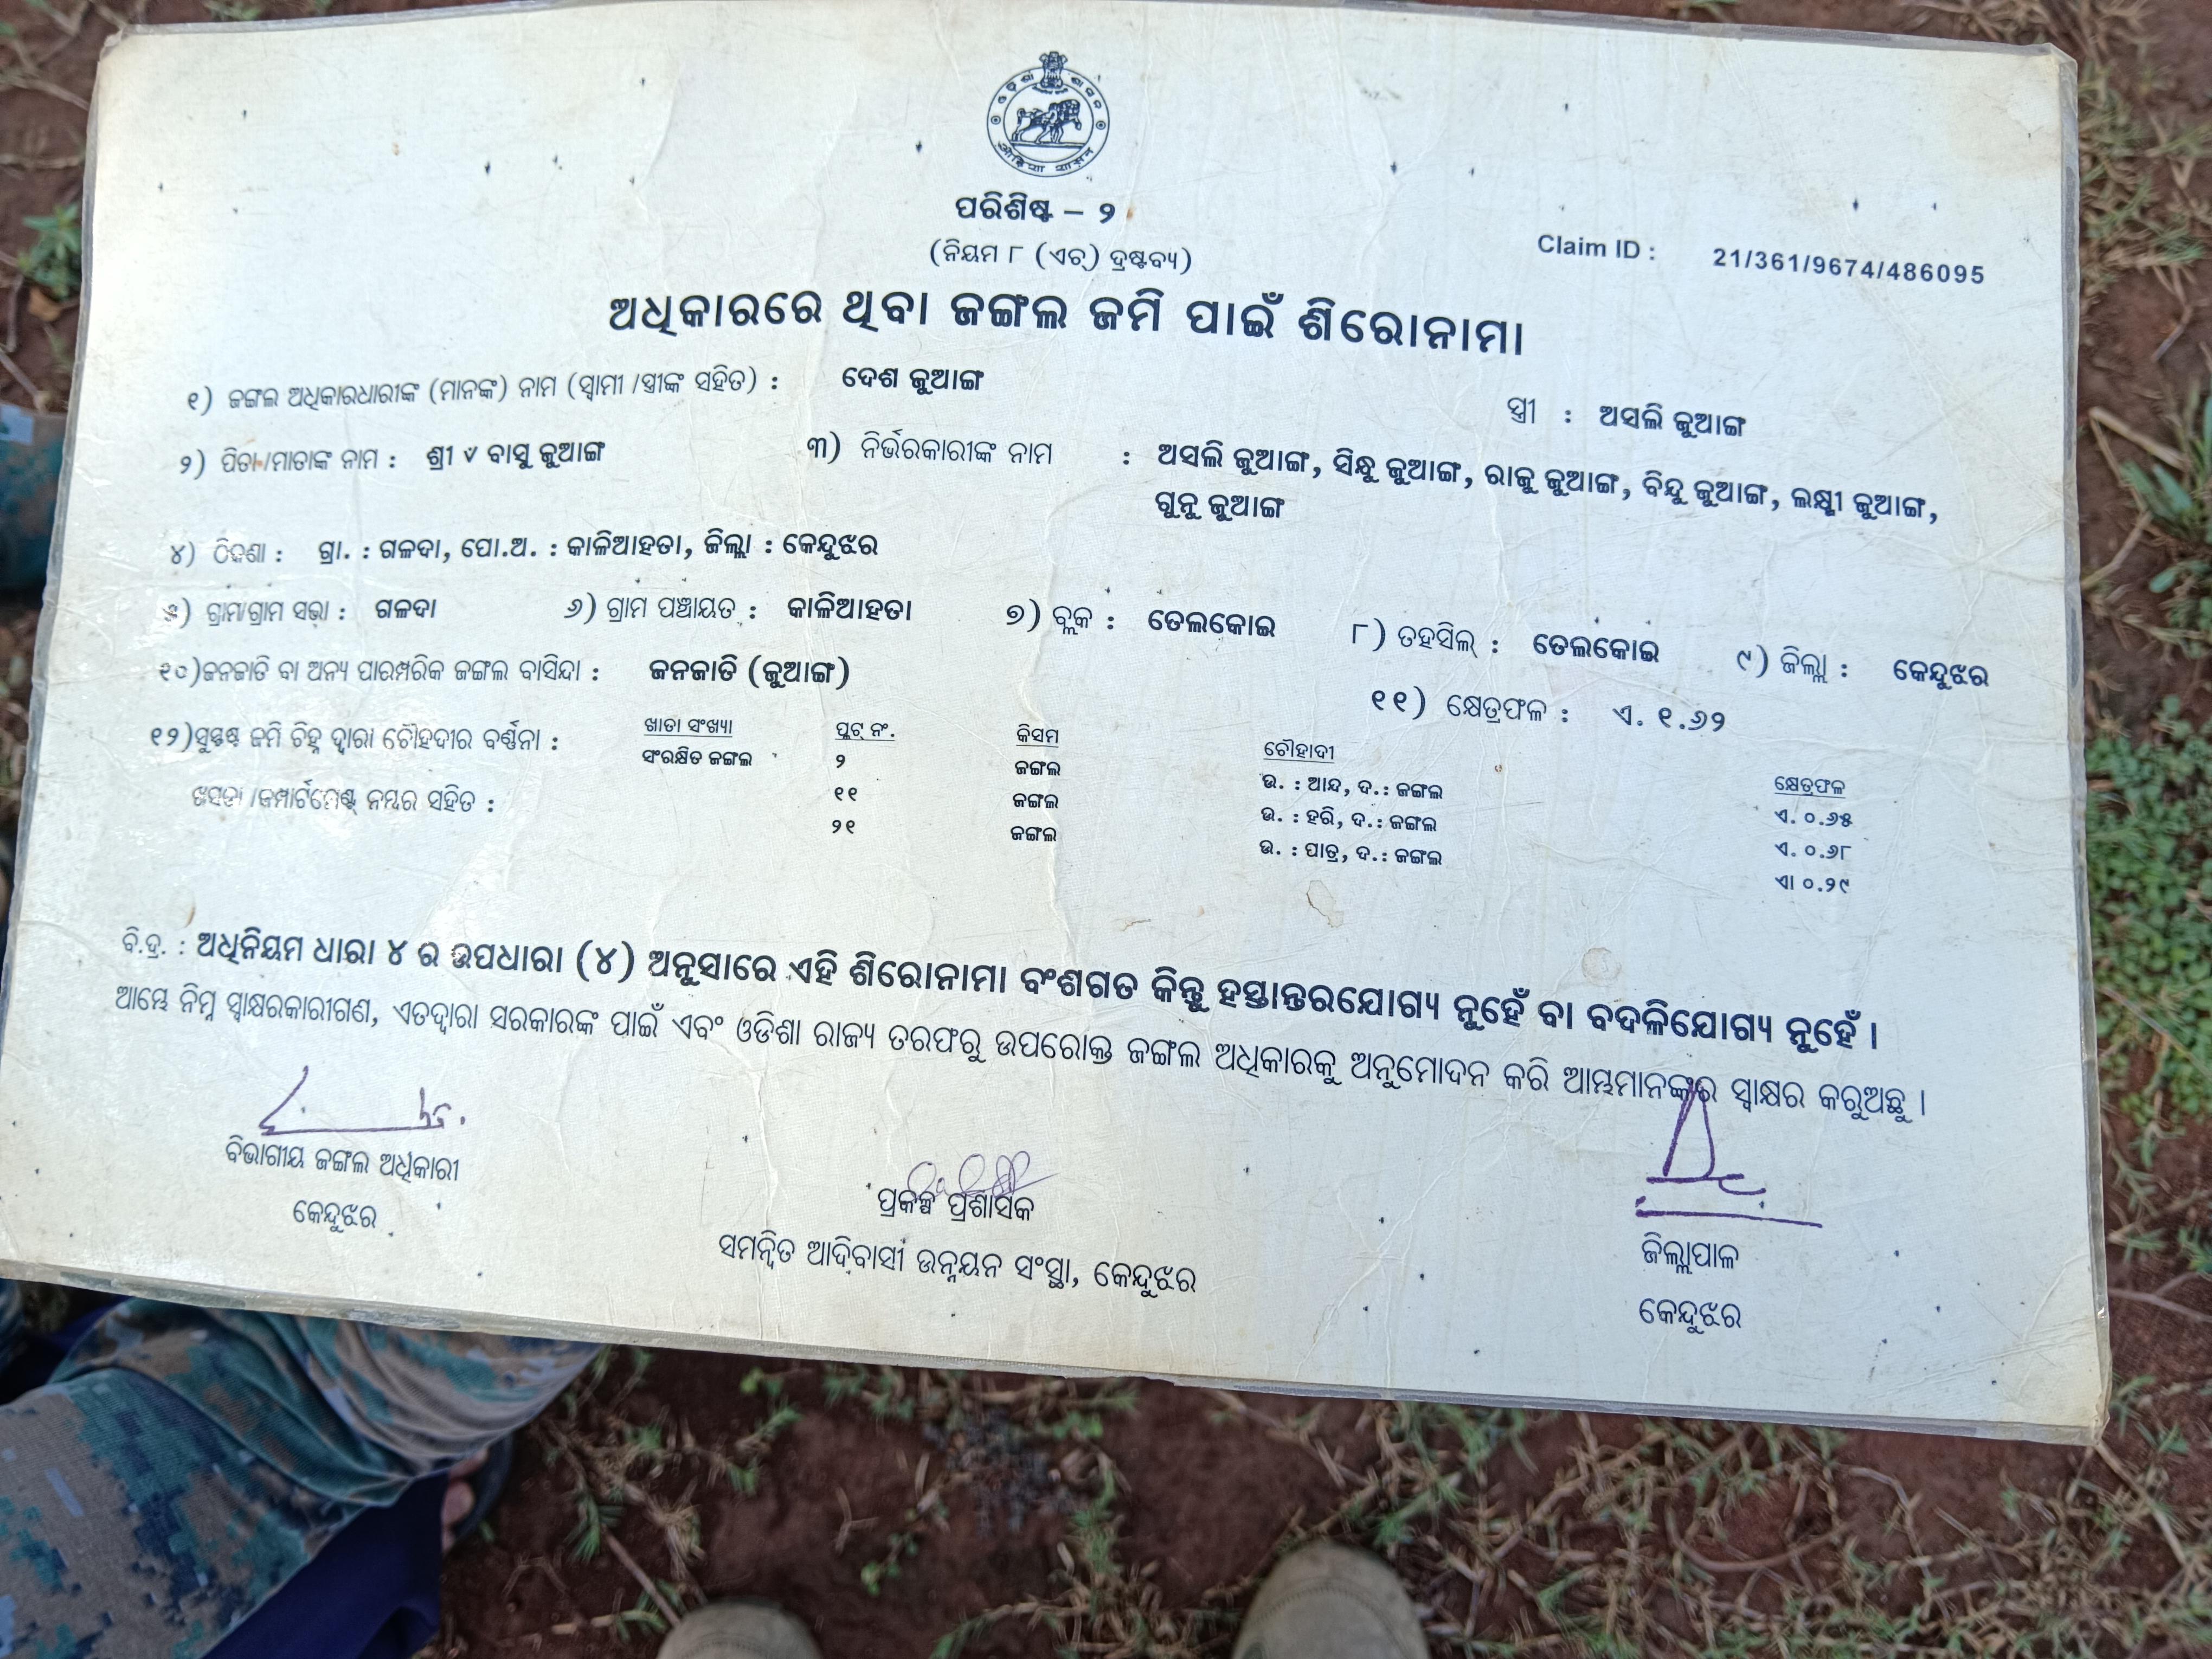 ଓଡ଼ିଶା ଶାସନ
ओड़िशा शासन
ପରିଶିଷ୍ଟ – ୨
(ନିୟମ ୮ (ଏଚ୍) ଦ୍ରଷ୍ଟବ୍ୟ)
Claim ID : 21/361/9674/486095
ଅଧିକାରରେ ଥିବା ଜଙ୍ଗଲ ଜମି ପାଇଁ ଶିରୋନାମା
୧) ଜଙ୍ଗଲ ଅଧିକାରଧାରୀଙ୍କ (ମାନଙ୍କ) ନାମ (ସ୍ୱାମୀ /ସ୍ତ୍ରୀଙ୍କ ସହିତ) : ଦେଶ ଜୁଆଙ୍ଗ ସ୍ତ୍ରୀ : ଅସଲି ଜୁଆଙ୍ଗ
୨) ପିତା/ମାତାଙ୍କ ନାମ : ଶ୍ରୀ ୰ ବାସୁ ଜୁଆଙ୍ଗ ୩) ନିର୍ଭରକାରୀଙ୍କ ନାମ : ଅସଲି ଜୁଆଙ୍ଗ, ସିନ୍ଧୁ ଜୁଆଙ୍ଗ, ରାଜୁ ଜୁଆଙ୍ଗ, ବିନ୍ଦୁ ଜୁଆଙ୍ଗ, ଲକ୍ଷ୍ମୀ ଜୁଆଙ୍ଗ,
ଗୁନୁ ଜୁଆଙ୍ଗ
୪) ଠିକଣା : ଗ୍ରା. : ଗଳଦା, ପୋ.ଅ. : କାଳିଆହତା, ଜିଲ୍ଲା : କେନ୍ଦୁଝର
୫) ଗ୍ରାମ/ଗ୍ରାମ ସଭା : ଗଳଦା ୬) ଗ୍ରାମ ପଞ୍ଚାୟତ : କାଳିଆହତା ୭) ବ୍ଲକ : ତେଲକୋଇ ୮) ତହସିଲ୍ : ତେଲକୋଇ ୯) ଜିଲ୍ଲା : କେନ୍ଦୁଝର
୧୦)ଜନଜାତି ବା ଅନ୍ୟ ପାରମ୍ପରିକ ଜଙ୍ଗଲ ବାସିନ୍ଦା : ଜନଜାତି (ଜୁଆଙ୍ଗ) ୧୧) କ୍ଷେତ୍ରଫଳ : ଏ. ୧.୬୨
୧୨)ସୁସ୍ପଷ୍ଟ ଜମି ଚିହ୍ନ ଦ୍ୱାରା ଚୌହଦୀର ବର୍ଣ୍ଣନା : ଖାତା ସଂଖ୍ୟା ପ୍ଲଟ୍ ନଂ. କିସମ ଚୌହାଦୀ କ୍ଷେତ୍ରଫଳ
ସଂରକ୍ଷିତ ଜଙ୍ଗଲ ୨ ଜଙ୍ଗଲ ଉ. : ଆନ୍ଦ, ଦ.: ଜଙ୍ଗଲ ଏ. ୦.୬୫
ଖସଡା /କମ୍ପାର୍ଟମେଣ୍ଟ୍ ନମ୍ବର ସହିତ : ୧୧ ଜଙ୍ଗଲ ଉ. : ହରି, ଦ.: ଜଙ୍ଗଲ ଏ. ୦.୬୮
୨୧ ଜଙ୍ଗଲ ଉ. : ପାତ୍ର, ଦ.: ଜଙ୍ଗଲ ଏା ୦.୨୯
ବି.ଦ୍ର. : ଅଧିନିୟମ ଧାରା ୪ ର ଉପଧାରା (୪) ଅନୁସାରେ ଏହି ଶିରୋନାମା ବଂଶଗତ କିନ୍ତୁ ହସ୍ତାନ୍ତରଯୋଗ୍ୟ ନୁହେଁ ବା ବଦଳିଯୋଗ୍ୟ ନୁହେଁ ।
ଆମ୍ଭେ ନିମ୍ନ ସ୍ୱାକ୍ଷରକାରୀଗଣ, ଏତଦ୍ୱାରା ସରକାରଙ୍କ ପାଇଁ ଏବଂ ଓଡିଶା ରାଜ୍ୟ ତରଫରୁ ଉପରୋକ୍ତ ଜଙ୍ଗଲ ଅଧିକାରକୁ ଅନୁମୋଦନ କରି ଆମ୍ଭମାନଙ୍କର ସ୍ୱାକ୍ଷର କରୁଅଛୁ ।
ବିଭାଗୀୟ ଜଙ୍ଗଲ ଅଧିକାରୀ
କେନ୍ଦୁଝର
ପ୍ରକଳ୍ପ ପ୍ରଶାସକ
ସମନ୍ୱିତ ଆଦିବାସୀ ଉନ୍ନୟନ ସଂସ୍ଥା, କେନ୍ଦୁଝର
ଜିଲ୍ଲାପାଳ
କେନ୍ଦୁଝର